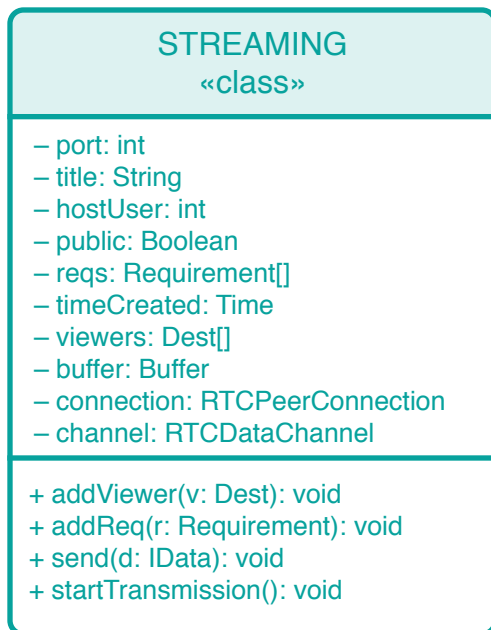 STREAMING
«class»
– port: int
– title: String
– hostUser: int
– public: Boolean
– reqs: Requirement[]
– timeCreated: Time
– viewers: Dest[]
– buffer: Buffer
– connection: RTCPeerConnection
– channel: RTCDataChannel
+ addViewer(v: Dest): void
+ addReq(r: Requirement): void
+ send(d: IData): void
+ startTransmission(): void